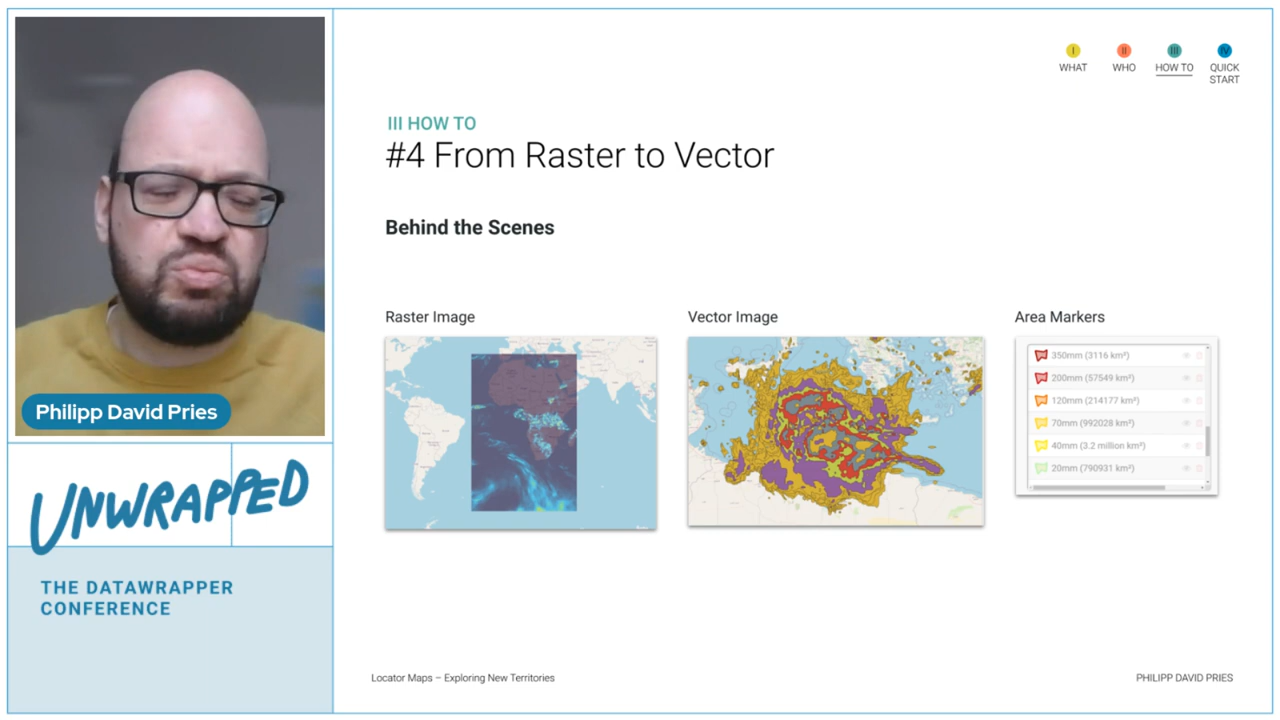 I
II
III
IV
WHAT
WHO
HOW TO
QUICK
START
III HOW TO
#4 From Raster to Vector
Behind the Scenes
Raster Image
Vector Image
Area Markers
350mm (3116 km²)
200mm (57549 km²)
120mm (214177 km²)
70mm (992028 km²)
40mm (3.2 million km²)
20mm (790931 km²)
Philipp David Pries
UNWRAPPED
THE DATAWRAPPER
CONFERENCE
Locator Maps – Exploring New Territories
PHILIPP DAVID PRIES